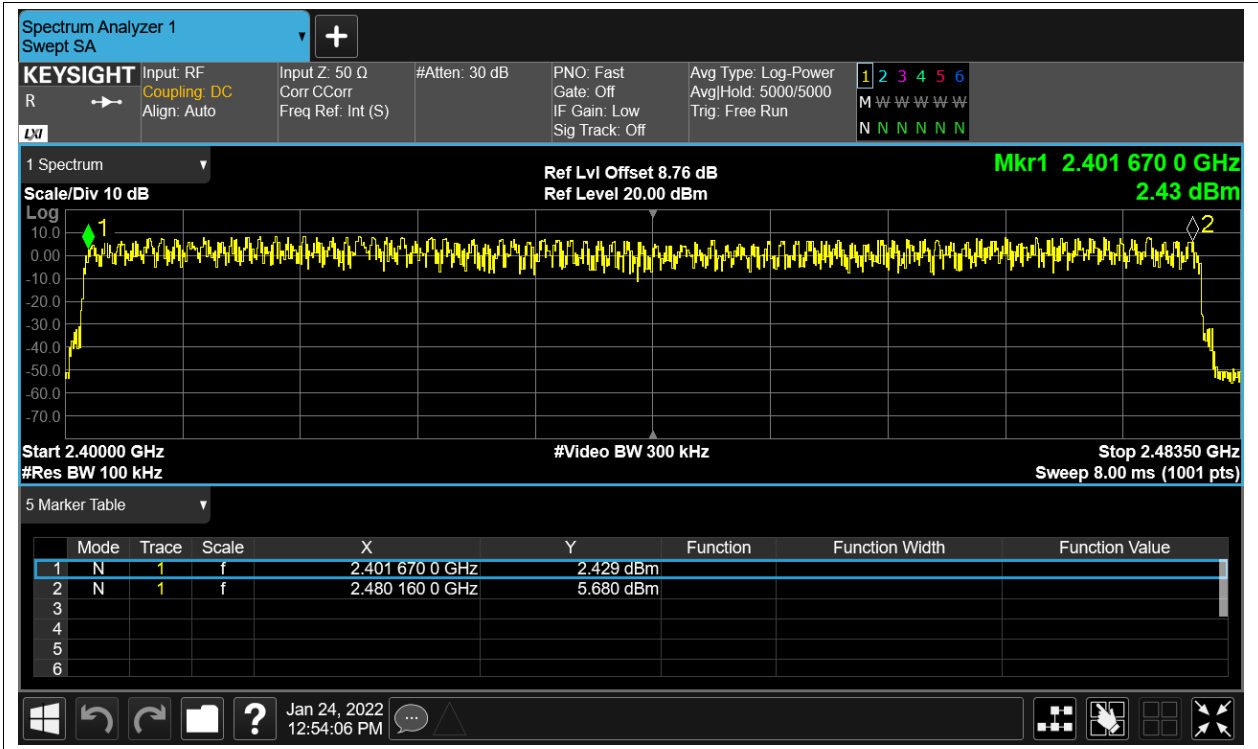 Spectrum Analyzer 1
Swept SA
KEYSIGHT
R
LXI
Input: RF
Coupling: DC
Align: Auto
Input Z: 50 Ω
Corr CCorr
Freq Ref: Int (S)
#Atten: 30 dB
PNO: Fast
Gate: Off
IF Gain: Low
Sig Track: Off
Avg Type: Log-Power
Avg|Hold: 5000/5000
Trig: Free Run
1 2 3 4 5 6
M W W W W W
N N N N N N
1 Spectrum
Scale/Div 10 dB
Ref Lvl Offset 8.76 dB
Ref Level 20.00 dBm
Mkr1 2.401 670 0 GHz
2.43 dBm
Log
10.0
0.00
-10.0
-20.0
-30.0
-40.0
-50.0
-60.0
-70.0
1
2
Start 2.40000 GHz
#Video BW 300 kHz
Stop 2.48350 GHz
#Res BW 100 kHz
Sweep 8.00 ms (1001 pts)
5 Marker Table
Mode Trace Scale X Y Function Function Width Function Value
1 N 1 f 2.401 670 0 GHz 2.429 dBm
2 N 1 f 2.480 160 0 GHz 5.680 dBm
3
4
5
6
?
Jan 24, 2022
12:54:06 PM